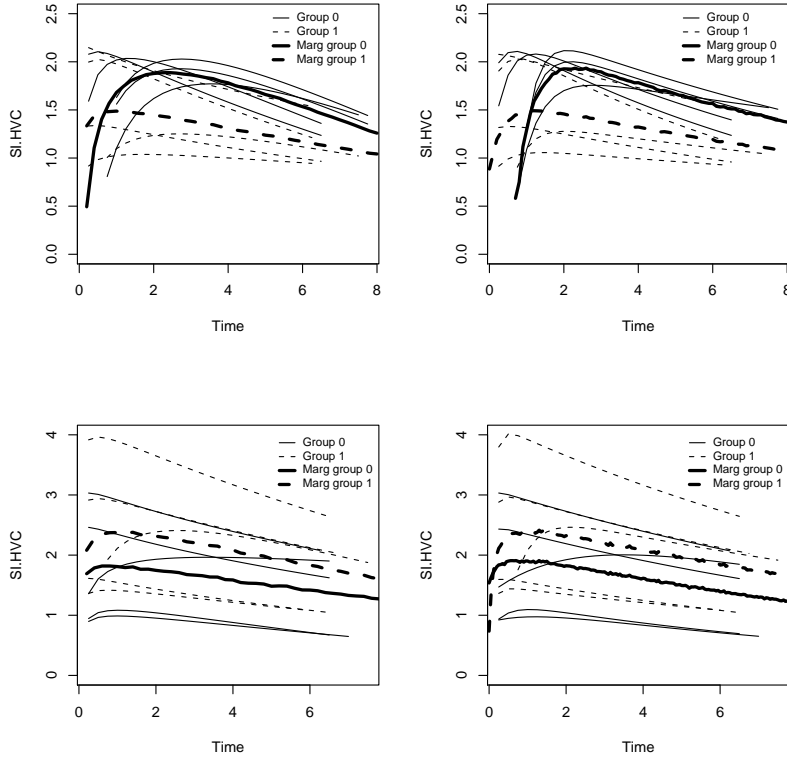 2.5
2.0
1.5
1.0
0.5
0.0
SI.HVC
0 2 4 6 8
Time
Group 0
Group 1
Marg group 0
Marg group 1
2.5
2.0
1.5
1.0
0.5
0.0
SI.HVC
0 2 4 6 8
Time
Group 0
Group 1
Marg group 0
Marg group 1
4
3
2
1
0
SI.HVC
0 2 4 6
Time
Group 0
Group 1
Marg group 0
Marg group 1
4
3
2
1
0
SI.HVC
0 2 4 6
Time
Group 0
Group 1
Marg group 0
Marg group 1